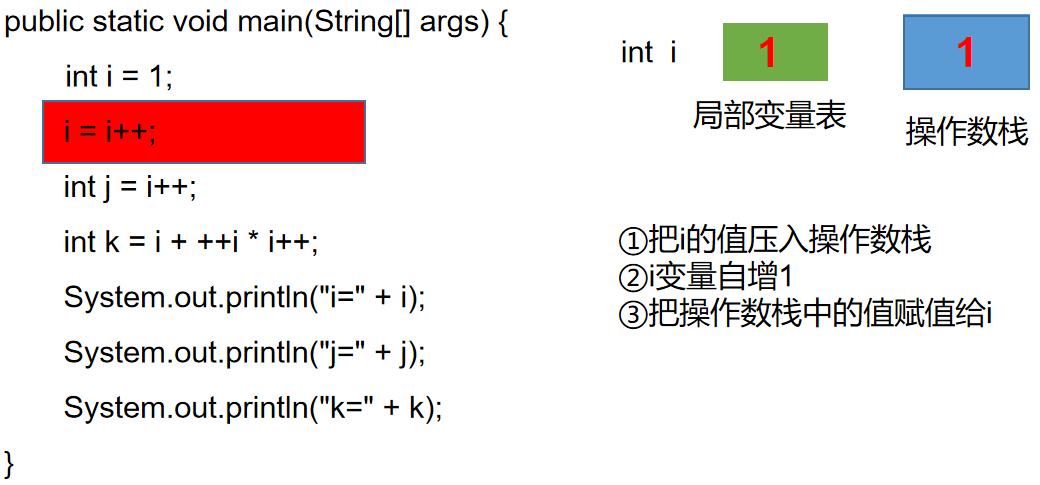 public static void main(String[] args) {
int i = 1;
i = i++;
int j = i++;
int k = i + ++i * i++;
System.out.println("i=" + i);
System.out.println("j=" + j);
System.out.println("k=" + k);
}
int i 1 1
局部变量表
操作数栈
①把i的值压入操作数栈
②i变量自增1
③把操作数栈中的值赋值给i